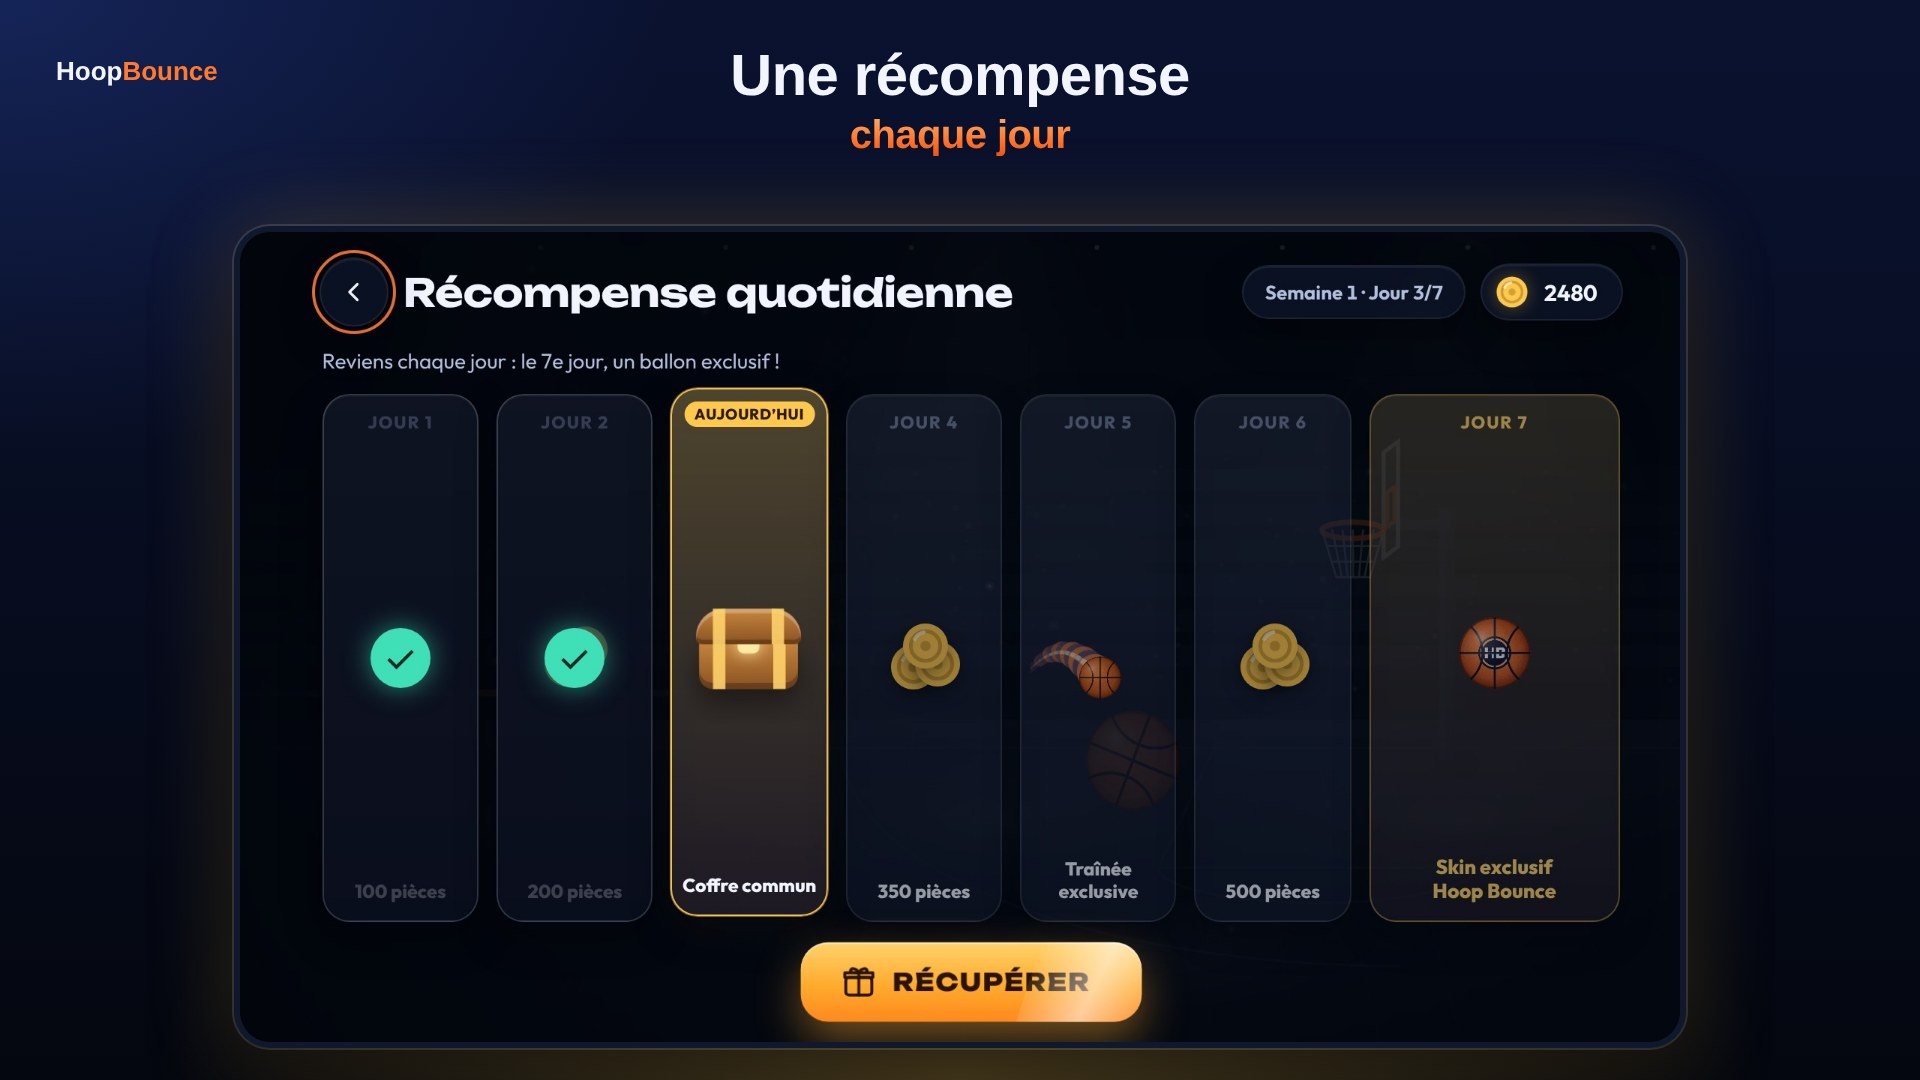 HoopBounce
Une récompense
chaque jour
Récompense quotidienne
Semaine 1 · Jour 3/7
2480
Reviens chaque jour : le 7e jour, un ballon exclusif !
JOUR 1
100 pièces
JOUR 2
200 pièces
AUJOURD'HUI
Coffre commun
JOUR 4
350 pièces
JOUR 5
Traînée
exclusive
JOUR 6
500 pièces
JOUR 7
HB
Skin exclusif
Hoop Bounce
RÉCUPÉRER